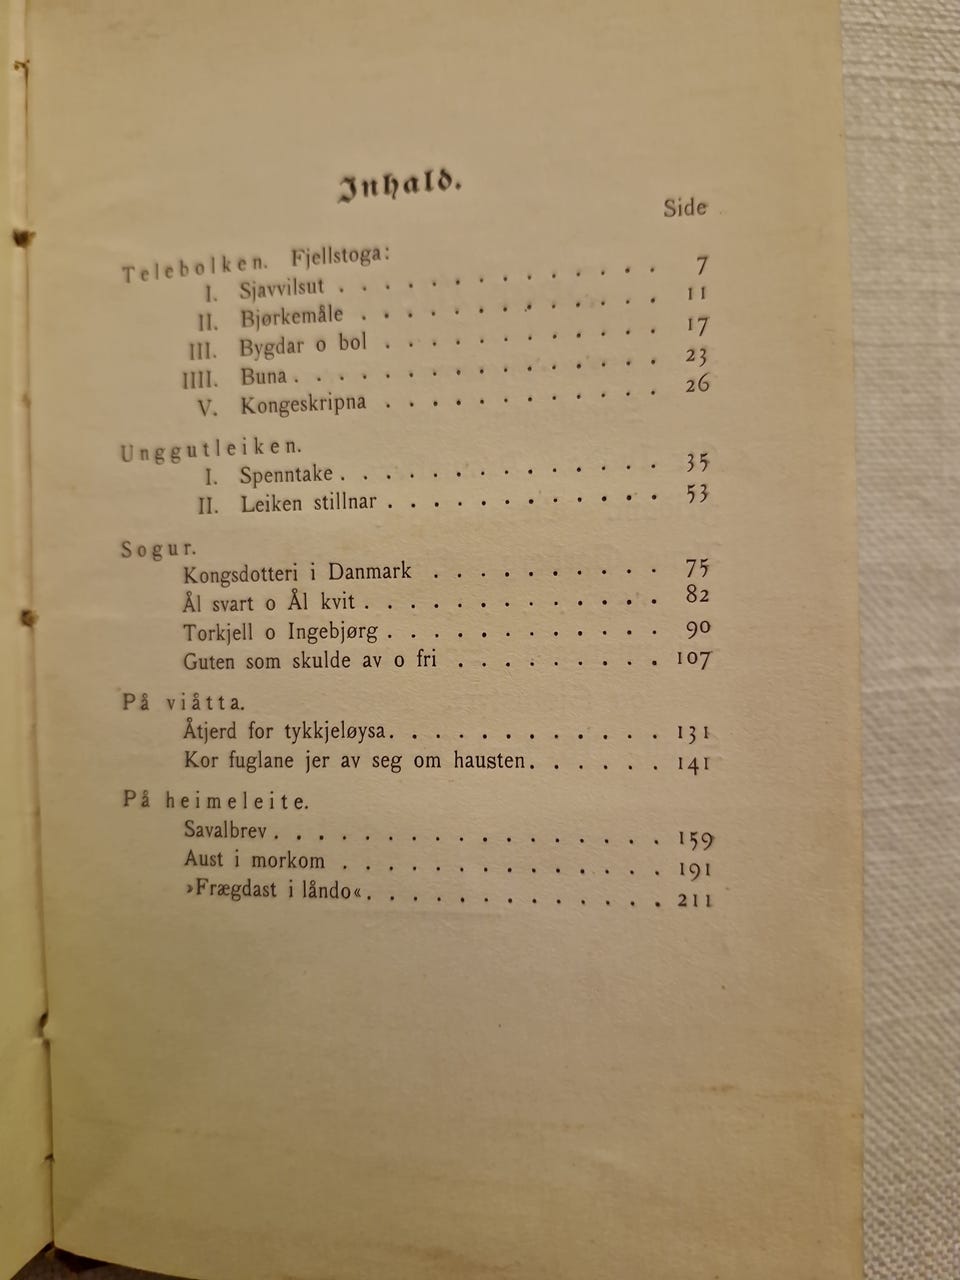 Inhald.
Side
Telebolken. Fjellstoga:
I. Sjavvilsut . . . . . . . . . . . . . . 7
II. Bjørkemåle . . . . . . . . . . . . . 11
III. Bygdar o bol . . . . . . . . . . . . 17
IIII. Buna . . . . . . . . . . . . . . . . 23
V. Kongeskripna . . . . . . . . . . . . 26
Unggutleiken.
I. Spenntake . . . . . . . . . . . . . . 35
II. Leiken stillnar . . . . . . . . . . . . 53
Sogur.
Kongsdotteri i Danmark . . . . . . . . . . 75
Ål svart o Ål kvit . . . . . . . . . . . . . 82
Torkjell o Ingebjørg . . . . . . . . . . . . 90
Guten som skulde av o fri . . . . . . . . . 107
På viåtta.
Åtjerd for tykkjeløysa. . . . . . . . . . . . 131
Kor fuglane jer av seg om hausten. . . . . . 141
På heimeleite.
Savalbrev . . . . . . . . . . . . . . . . . 159
Aust i morkom . . . . . . . . . . . . . . 191
»Frægdast i låndo«. . . . . . . . . . . . . 211